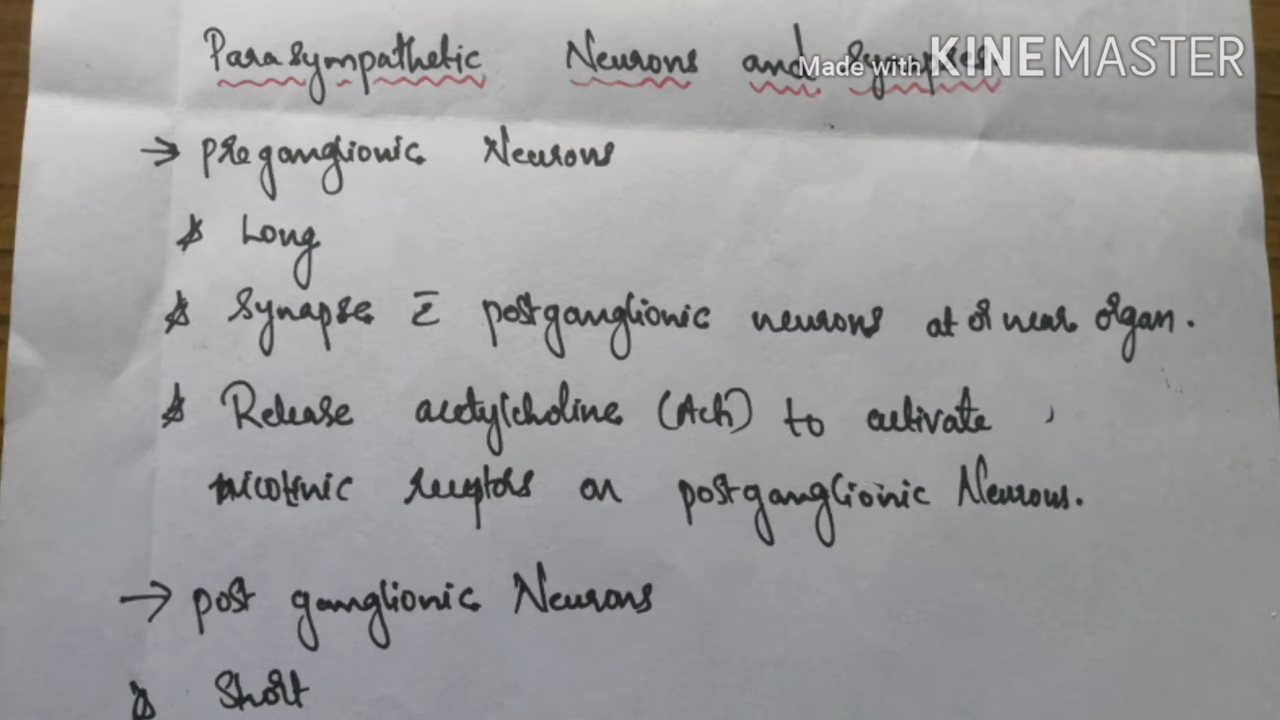 Parasympathetic Neurons and Synapses
Made with KINEMASTER
→ preganglionic Neurons
* Long
* Synapse c̄ postganglionic neurons at or near organ.
* Release acetylcholine (Ach) to activate
nicotinic receptors on postganglionic Neurons.
→ post ganglionic Neurons
* Short